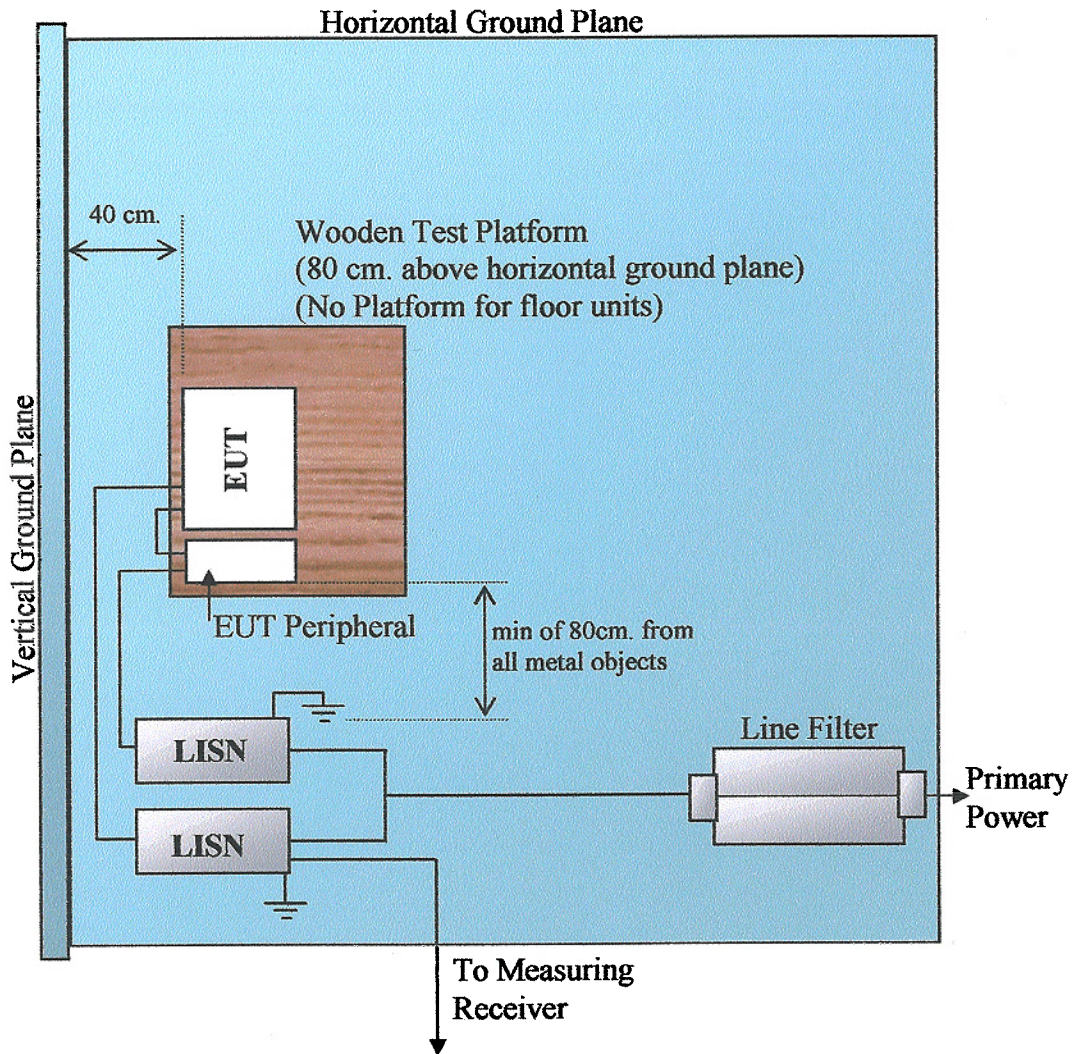 Horizontal Ground Plane
40 cm.
Wooden Test Platform
(80 cm. above horizontal ground plane)
(No Platform for floor units)
Vertical Ground Plane
EUT
EUT Peripheral
min of 80cm. from
all metal objects
LISN
LISN
Line Filter
Primary
Power
To Measuring
Receiver